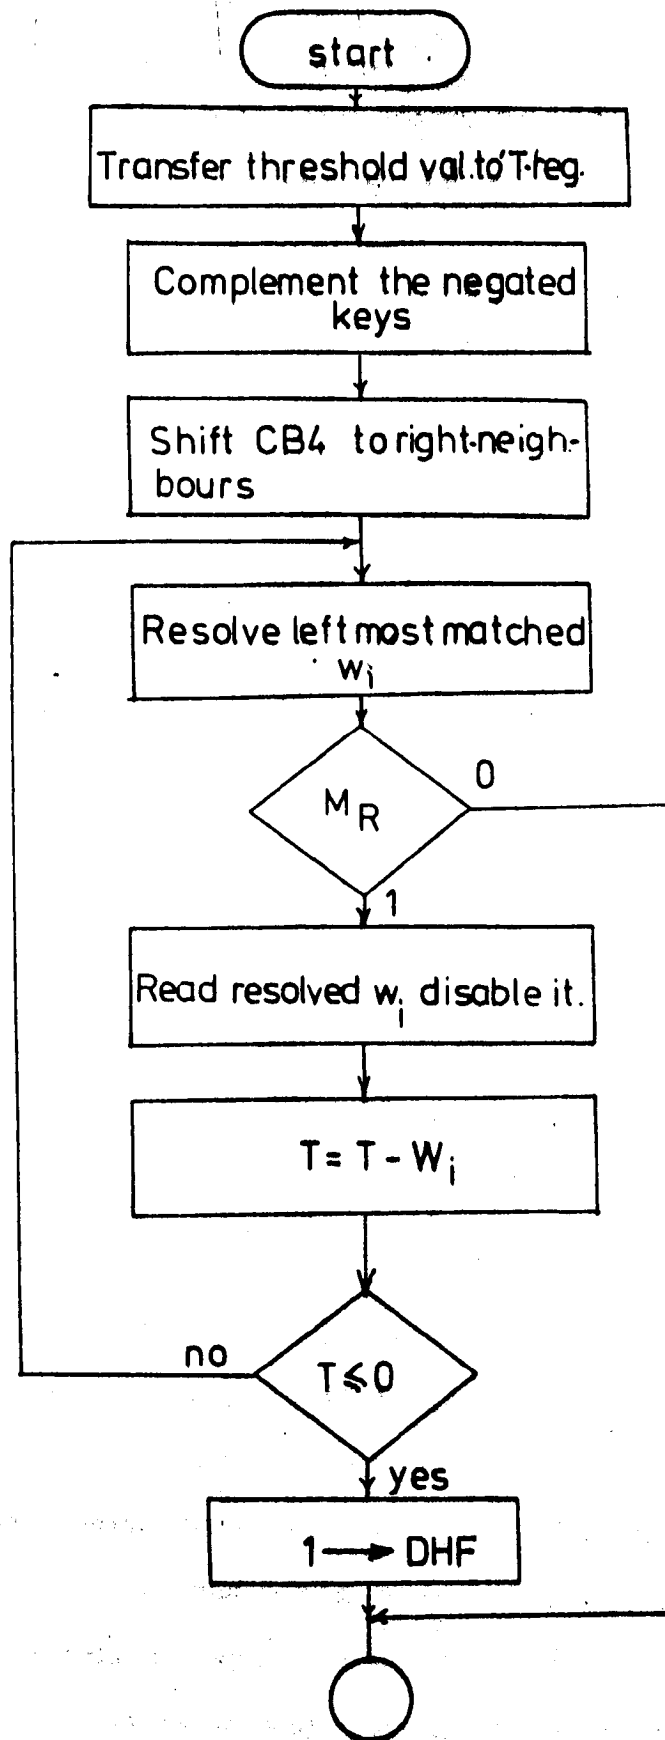 start
Transfer threshold val.to T-reg.
Complement the negated
keys
Shift CB4 to right-neigh-
bours
Resolve left most matched
wi
MR
0
1
Read resolved wi disable it.
T = T - Wi
no
T ⩽ 0
yes
1 → DHF